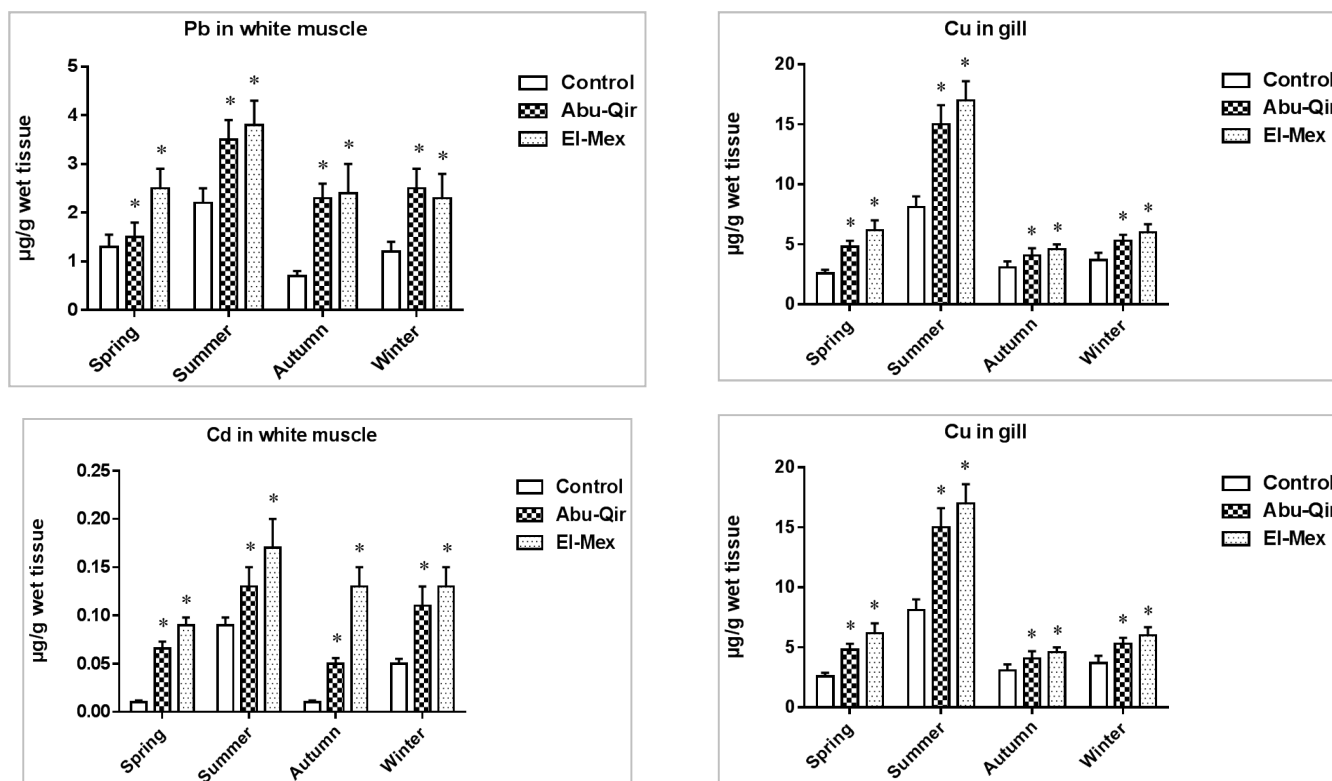 Pb in white muscle
µg/g wet tissue
5
4
3
2
1
0
* * * * * * * *
Spring
Summer
Autumn
Winter
Control
Abu-Qir
El-Mex
Cu in gill
µg/g wet tissue
20
15
10
5
0
* * * * * * * *
Spring
Summer
Autumn
Winter
Control
Abu-Qir
El-Mex
Cd in white muscle
µg/g wet tissue
0.25
0.20
0.15
0.10
0.05
0.00
* * * * * * * *
Spring
Summer
Autumn
Winter
Control
Abu-Qir
El-Mex
Cu in gill
µg/g wet tissue
20
15
10
5
0
* * * * * * * *
Spring
Summer
Autumn
Winter
Control
Abu-Qir
El-Mex